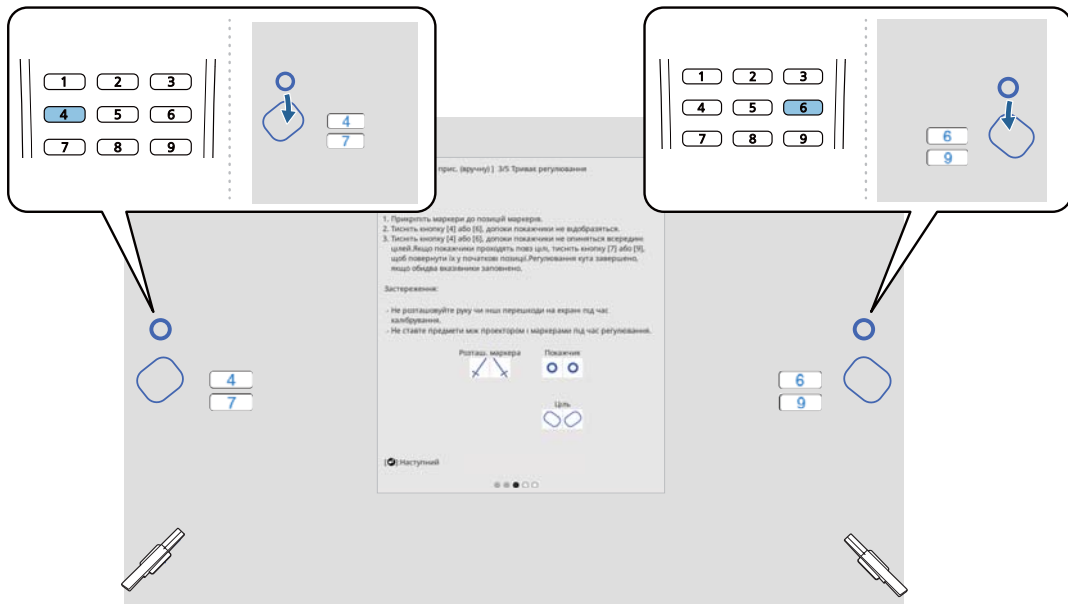 1 2 3
4 5 6
7 8 9
4
7
1 2 3
4 5 6
7 8 9
6
9
прис. (вручну) ] 3/5 Триває регулювання
1. Прикріпіть маркери до позицій маркерів.
2. Тисніть кнопку [4] або [6], допоки покажчики не відобразяться.
3. Тисніть кнопку [4] або [6], допоки покажчики не опиняться всередині
цілей.Якщо покажчики проходять повз цілі, тисніть кнопку [7] або [9],
щоб повернути їх у початкові позиції.Регулювання кута завершено,
якщо обидва вказівники заповнено.
Застереження:
- Не розташовуйте руку чи інші перешкоди на екрані під час
калібрування.
- Не ставте предмети між проектором і маркерами під час регулювання.
Розташ. маркера Покажчик
4
7
6
9
Ціль
[ ] Наступний